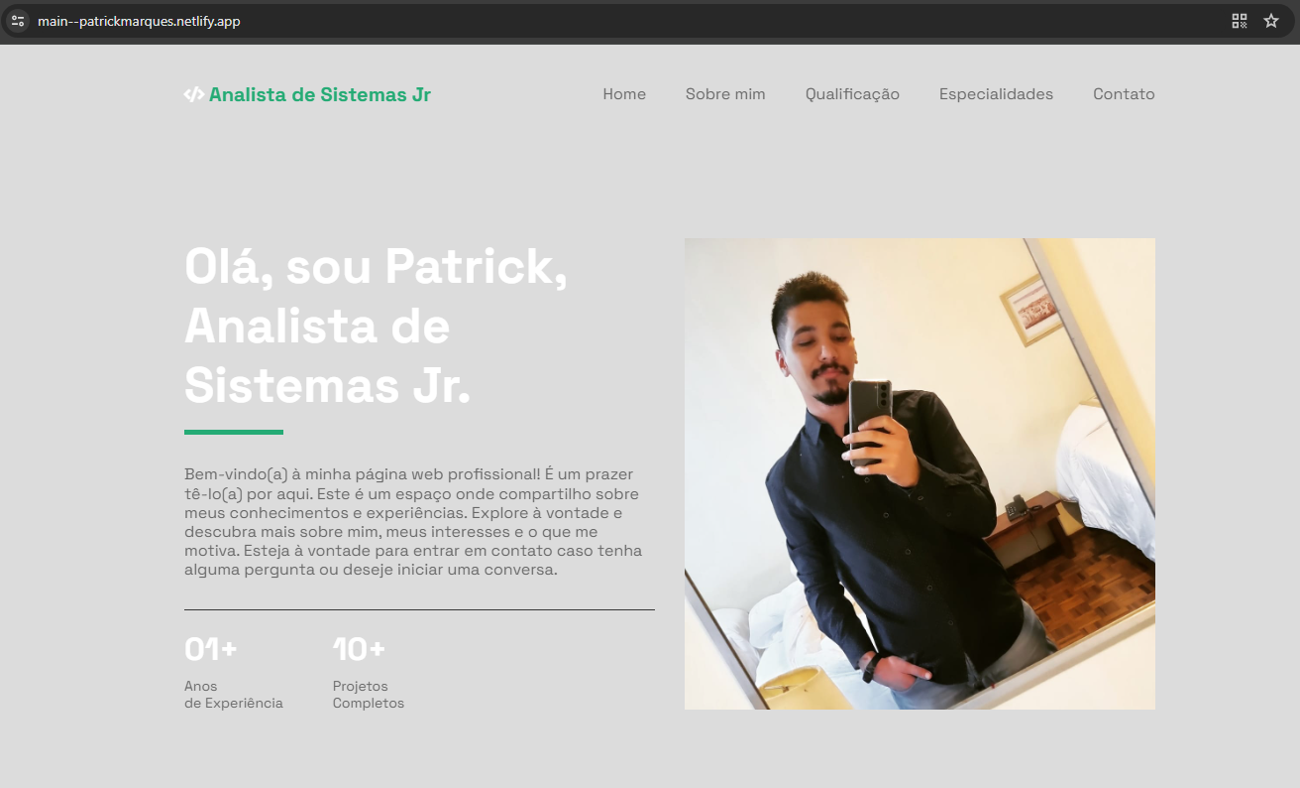 main--patrickmarques.netlify.app
Analista de Sistemas Jr
Home
Sobre mim
Qualificação
Especialidades
Contato
Olá, sou Patrick,
Analista de
Sistemas Jr.
Bem-vindo(a) à minha página web profissional! É um prazer
tê-lo(a) por aqui. Este é um espaço onde compartilho sobre
meus conhecimentos e experiências. Explore à vontade e
descubra mais sobre mim, meus interesses e o que me
motiva. Esteja à vontade para entrar em contato caso tenha
alguma pergunta ou deseje iniciar uma conversa.
01+
Anos
de Experiência
10+
Projetos
Completos